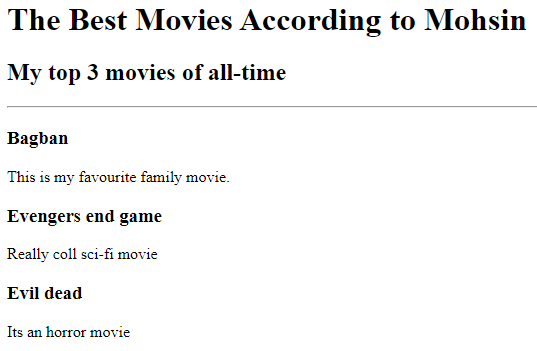 The Best Movies According to Mohsin
My top 3 movies of all-time
Bagban
This is my favourite family movie.
Evengers end game
Really coll sci-fi movie
Evil dead
Its an horror movie